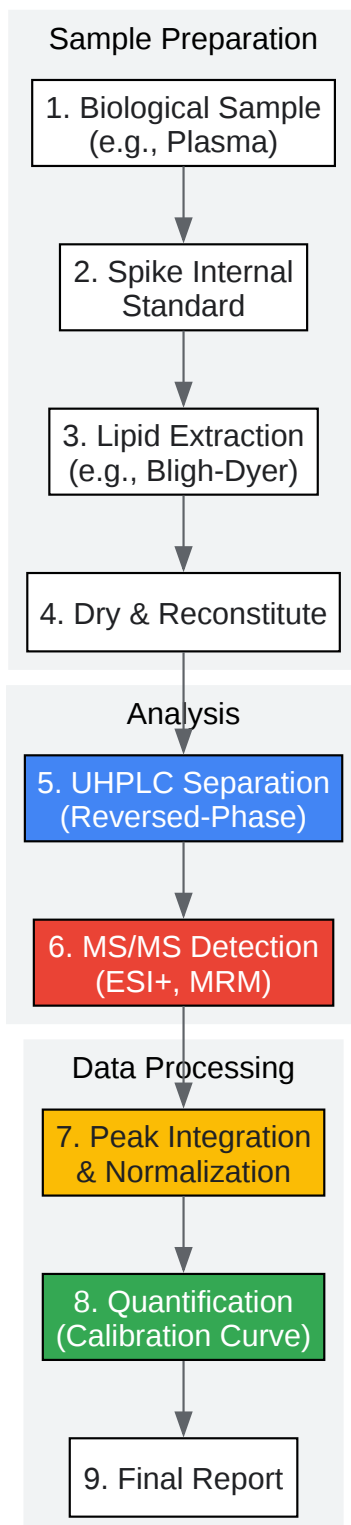 Sample Preparation
1. Biological Sample
(e.g., Plasma)
2. Spike Internal
Standard
3. Lipid Extraction
(e.g., Bligh-Dyer)
4. Dry & Reconstitute
Analysis
5. UHPLC Separation
(Reversed-Phase)
6. MS/MS Detection
(ESI+, MRM)
Data Processing
7. Peak Integration
& Normalization
8. Quantification
(Calibration Curve)
9. Final Report